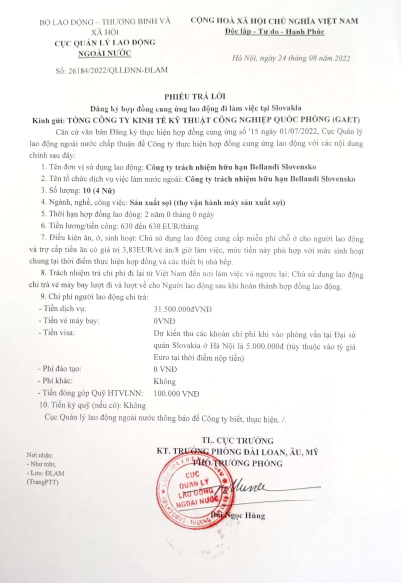 BỘ LAO ĐỘNG – THƯƠNG BINH VÀ
XÃ HỘI
CỤC QUẢN LÝ LAO ĐỘNG
NGOÀI NƯỚC
Số: 26184/2022/QLLĐNN-ĐLAM
CỘNG HOÀ XÃ HỘI CHỦ NGHĨA VIỆT NAM
Độc lập - Tự do - Hạnh Phúc
Hà Nội, ngày 24 tháng 08 năm 2022
PHIẾU TRẢ LỜI
Đăng ký hợp đồng cung ứng lao động đi làm việc tại Slovakia
Kính gửi: TỔNG CÔNG TY KINH TẾ KỸ THUẬT CÔNG NGHIỆP QUỐC PHÒNG (GAET)
Căn cứ văn bản Đăng ký thực hiện hợp đồng cung ứng số '15 ngày 01/07/2022, Cục Quản lý
lao động ngoài nước chấp thuận để Công ty thực hiện hợp đồng cung ứng lao động với các nội dung
chính sau đây:
1. Tên đơn vị sử dụng lao động: Công ty trách nhiệm hữu hạn Bellandi Slovensko
2. Tên tổ chức dịch vụ việc làm nước ngoài: Công ty trách nhiệm hữu hạn Bellandi Slovensko
3. Số lượng: 10 (4 Nữ)
4. Ngành, nghề, công việc: Sản xuất sợi (thợ vận hành máy sản xuất sợi)
5. Thời hạn hợp đồng lao động: 2 năm 0 tháng 0 ngày
6. Tiền lương/tiền công: 630 đến 630 EUR/tháng
7. Điều kiện ăn, ở, sinh hoạt: Chủ sử dụng lao động cung cấp miễn phí chỗ ở cho người lao động
và trợ cấp tiền ăn có giá trị 3,83EUR/vé ăn/8 giờ làm việc, mức tiền này phù hợp với mức sinh hoạt
chung tại thời điểm thực hiện hợp đồng và các thiết bị nhà bếp.
8. Trách nhiệm trả chi phí đi lại từ Việt Nam đến nơi làm việc và ngược lại: Chủ sử dụng lao động
chi trả vé máy bay lượt đi và lượt về cho Người lao động sau khi hoàn thành hợp đồng lao động.
9. Chi phí người lao động chi trả:
- Tiền dịch vụ: 31.500.000đVNĐ
- Tiền vé máy bay: 0VNĐ
- Tiền visa: Dự kiến thu các khoản chi phí khi vào phỏng vấn tại Đại sứ
quán Slovakia ở Hà Nội là 5.000.000đ (tùy thuộc vào tỷ giá
Euro tại thời điểm nộp tiền)
- Phí đào tạo: 0 VNĐ
- Phí khác: Không
- Tiền đóng góp Quỹ HTVLNN: 100.000 VNĐ
10. Tiền ký quỹ (nếu có): Không
Cục Quản lý lao động ngoài nước thông báo để Công ty biết, thực hiện. /.
Nơi nhận:
- Như trên;
- Lưu: ĐLAM
(TrangPTT)
TL. CỤC TRƯỞNG
KT. TRƯỞNG PHÒNG ĐÀI LOAN, ÂU, MỸ
PHÓ TRƯỞNG PHÒNG
CỤC
QUẢN LÝ
LAO ĐỘNG
NGOÀI NƯỚC
Ngọc Hùng